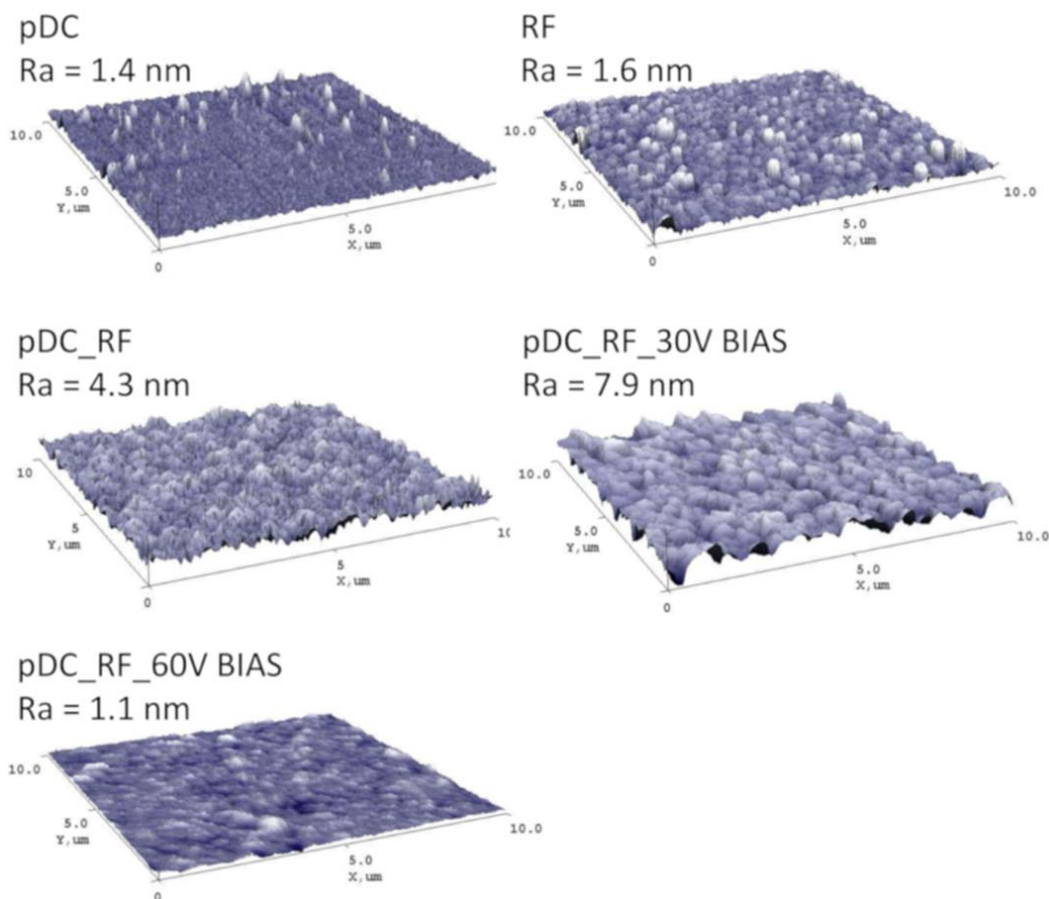 pDC
Ra = 1.4 nm
10.0
5.0
Y,um
5.0
X,um
0
RF
Ra = 1.6 nm
10.0
5.0
Y,um
10.0
5.0
X,um
0
pDC_RF
Ra = 4.3 nm
10
5
Y,um
5
X,um
0
pDC_RF_30V BIAS
Ra = 7.9 nm
10.0
5.0
Y,um
10.0
5.0
X,um
0
pDC_RF_60V BIAS
Ra = 1.1 nm
10.0
5.0
Y,um
10.0
5.0
X,um
0